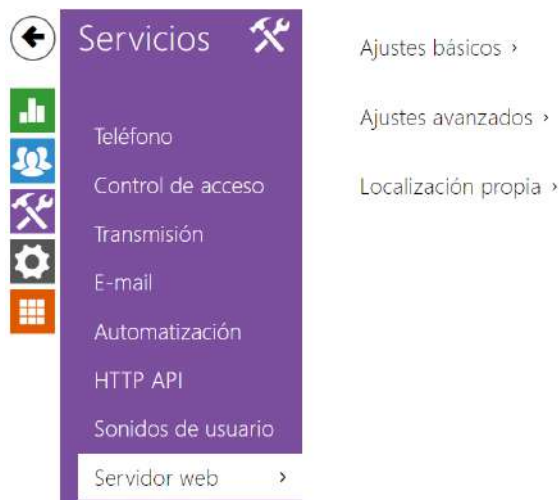 Servicios
Teléfono
Control de acceso
Transmisión
E-mail
Automatización
HTTP API
Sonidos de usuario
Servidor web ›
Ajustes básicos ›
Ajustes avanzados ›
Localización propia ›